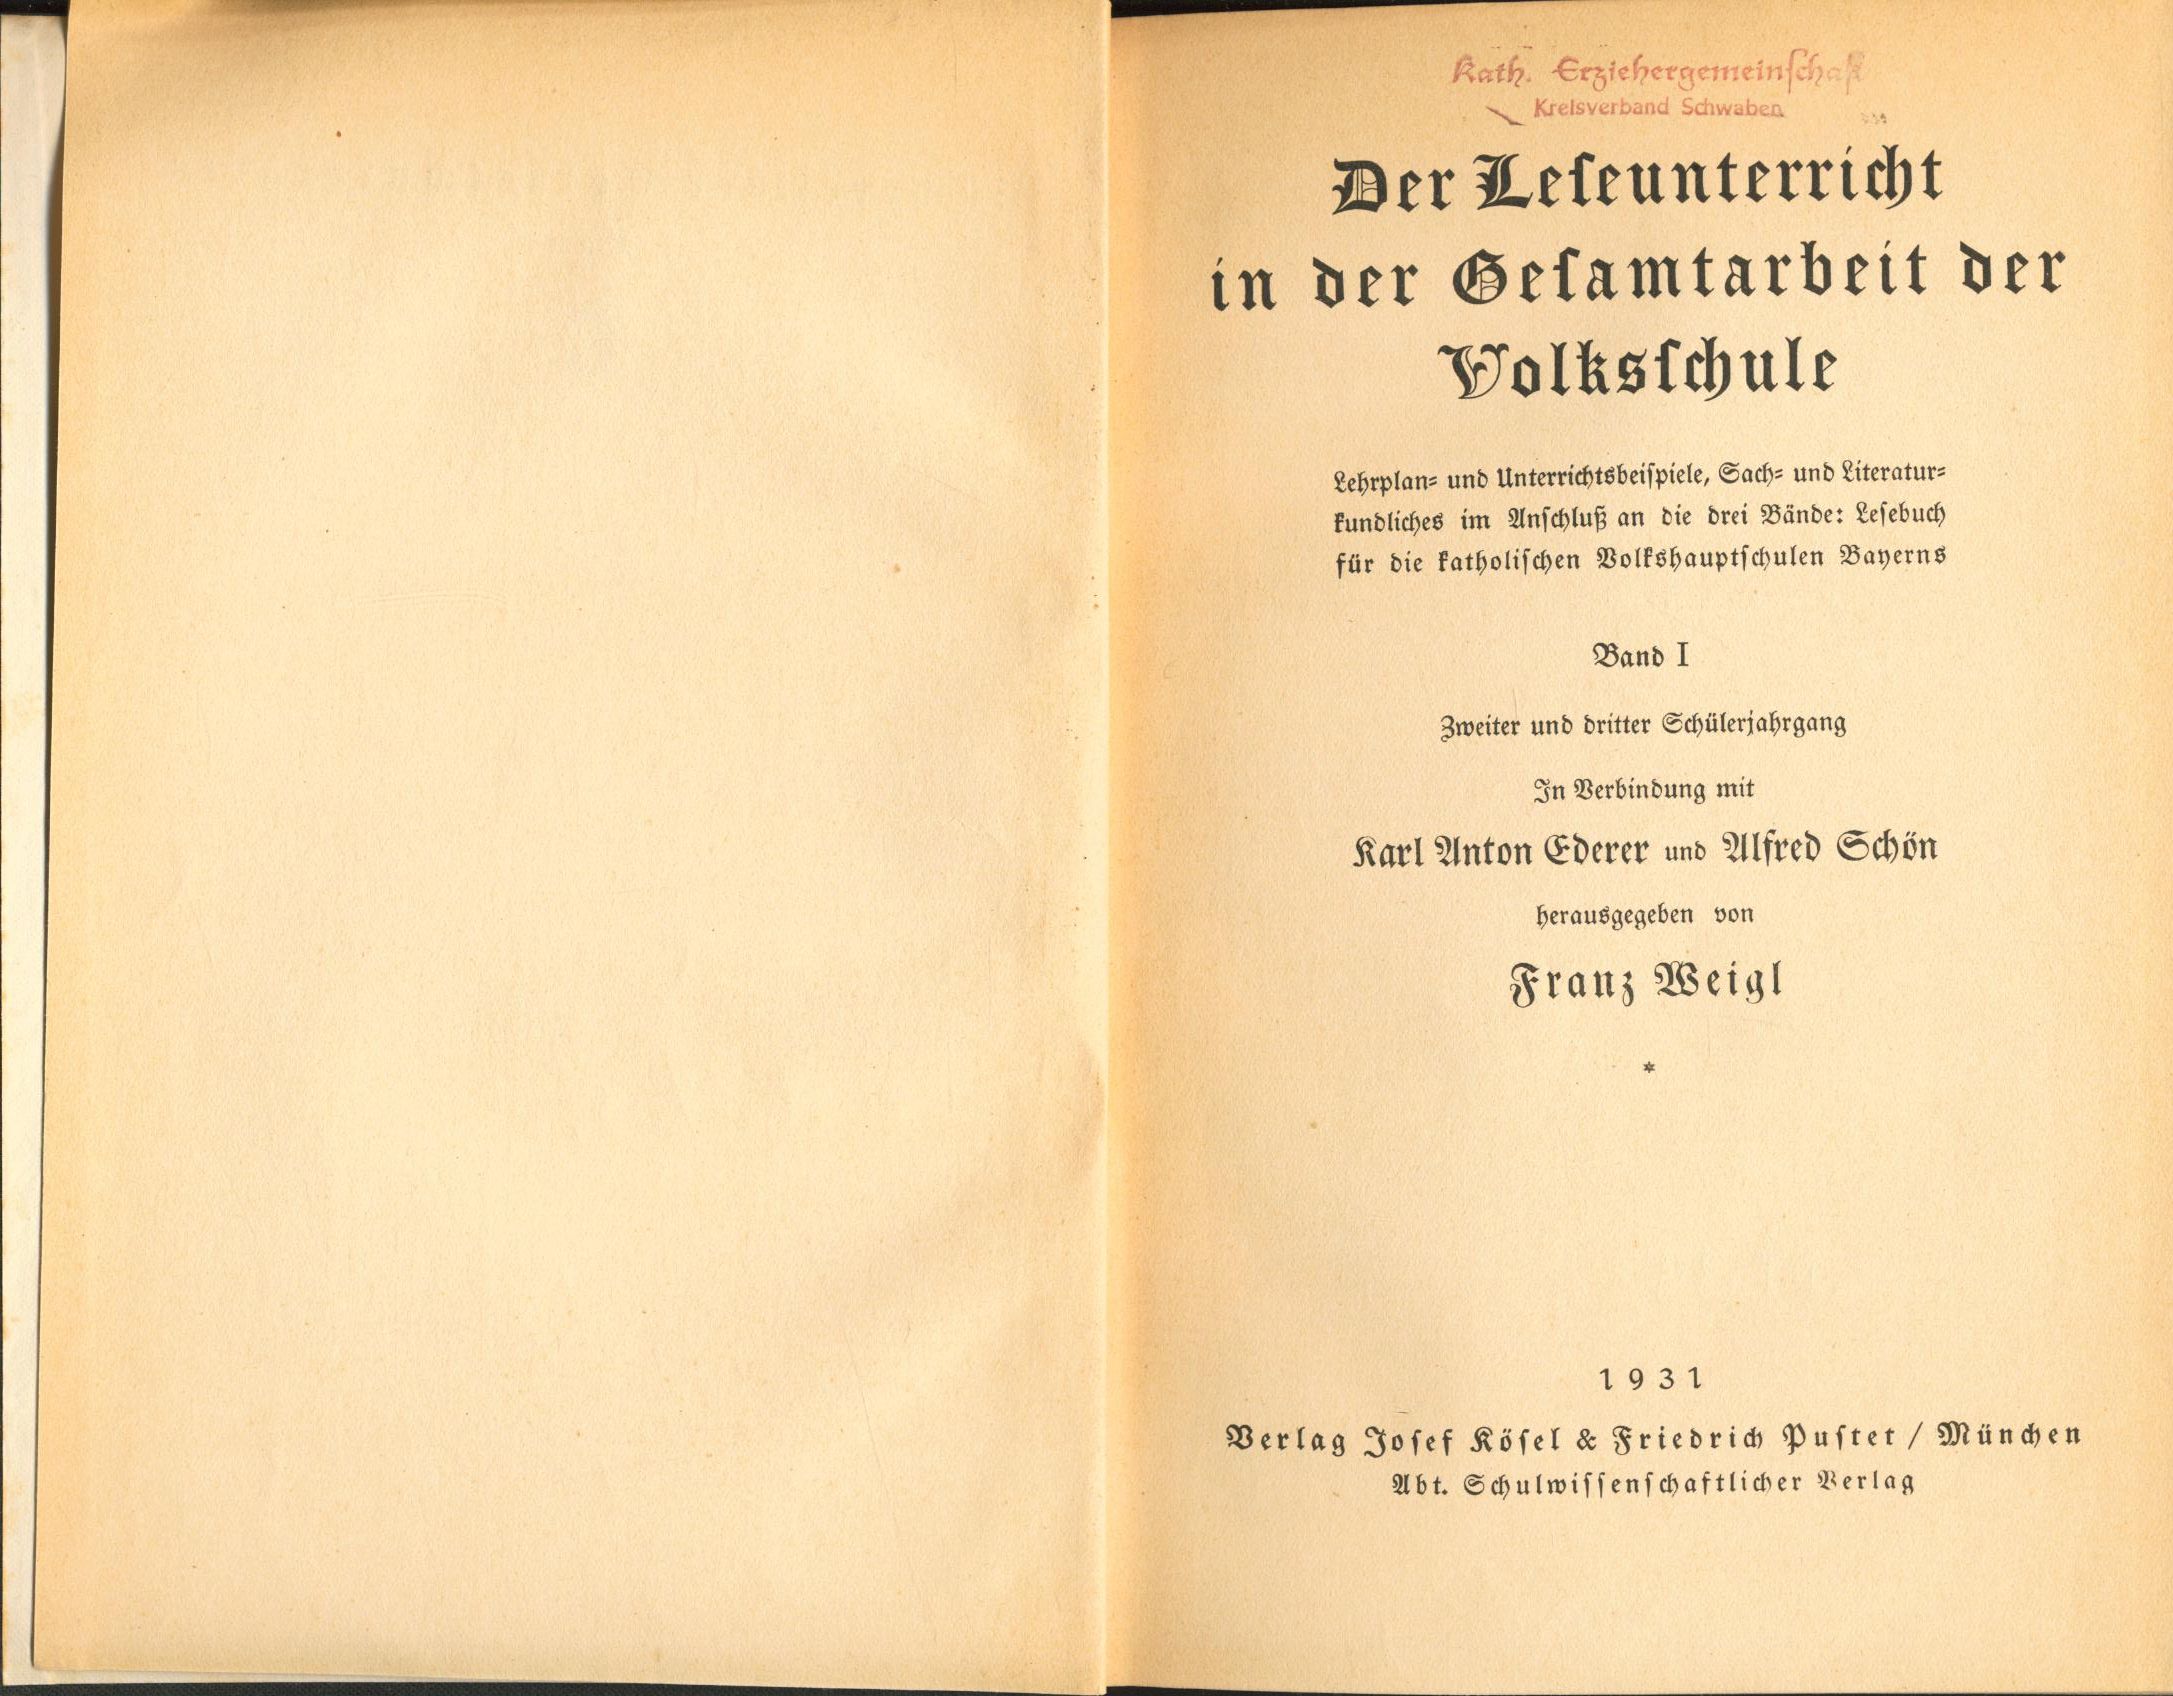 Kath. Erziehergemeinschaft
Kreisverband Schwaben
Der Leſeunterricht
in der Geſamtarbeit der
Volksſchule
Lehrplan- und Unterrichtsbeiſpiele, Sach- und Literatur-
kundliches im Anſchluß an die drei Bände: Leſebuch
für die katholiſchen Volkshauptſchulen Bayerns
Band I
Zweiter und dritter Schülerjahrgang
In Verbindung mit
Karl Anton Ederer und Alfred Schön
herausgegeben von
Franz Weigl
*
1931
Verlag Joſef Köſel & Friedrich Puſtet / München
Abt. Schulwiſſenſchaftlicher Verlag